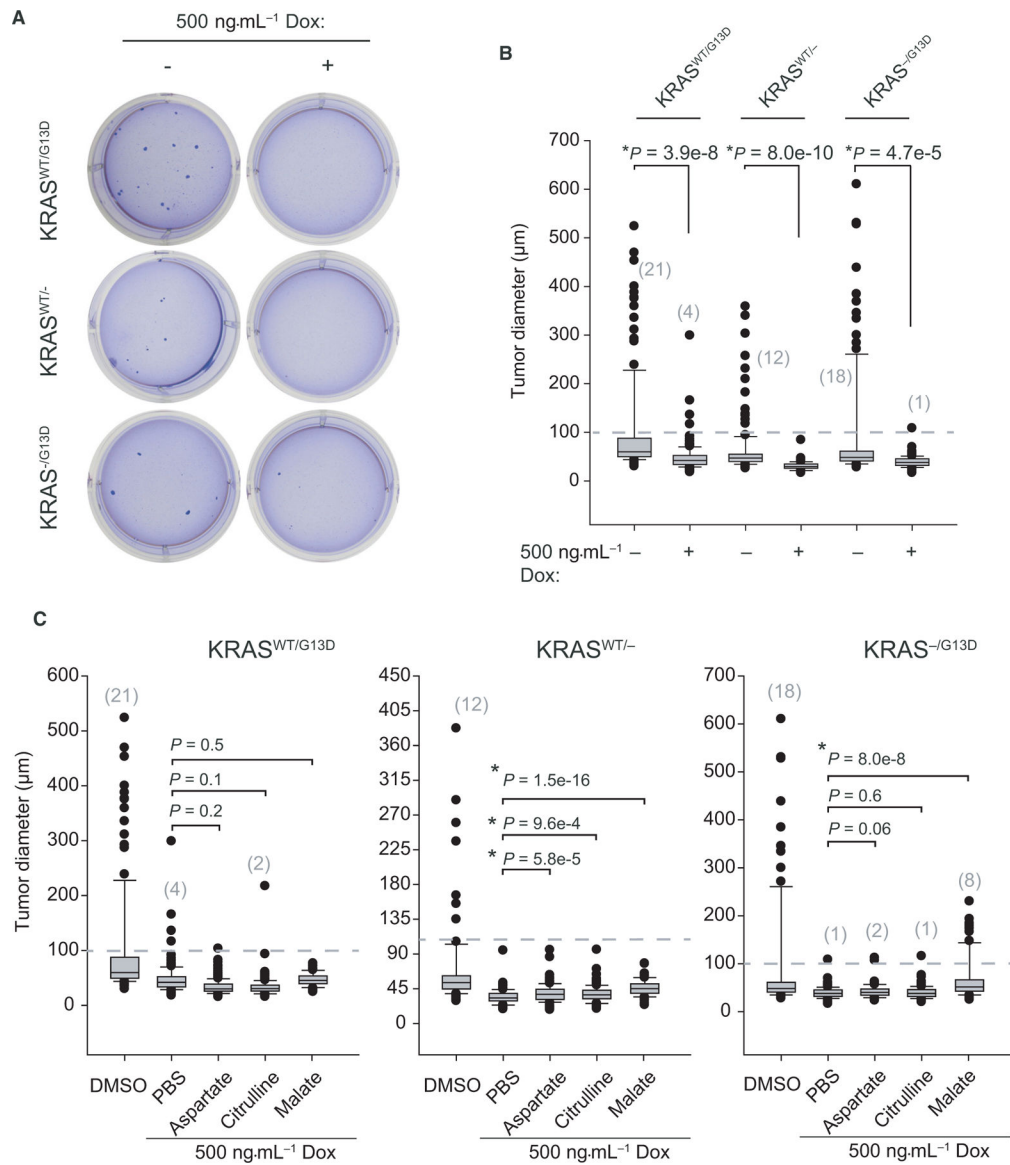 A
500 ng.mL⁻¹ Dox:
- +
KRAS^WT/G13D
KRAS^WT/-
KRAS^-/G13D
B
KRAS^WT/G13D KRAS^WT/– KRAS^–/G13D
*P = 3.9e-8 *P = 8.0e-10 *P = 4.7e-5
Tumor diameter (µm)
700
600
500
400
300
200
100
0
(21)
(4)
(12)
(18)
(1)
500 ng.mL⁻¹ – + – + – +
Dox:
C
KRAS^WT/G13D
Tumor diameter (µm)
600
500
400
300
200
100
0
(21)
P = 0.5
P = 0.1
P = 0.2
(4)
(2)
DMSO PBS Aspartate Citrulline Malate
500 ng.mL⁻¹ Dox
KRAS^WT/–
450
405
360
315
270
225
180
135
90
45
0
(12)
* P = 1.5e-16
* P = 9.6e-4
* P = 5.8e-5
DMSO PBS Aspartate Citrulline Malate
500 ng.mL⁻¹ Dox
KRAS^–/G13D
700
600
500
400
300
200
100
0
(18)
* P = 8.0e-8
P = 0.6
P = 0.06
(1) (2) (1) (8)
DMSO PBS Aspartate Citrulline Malate
500 ng.mL⁻¹ Dox